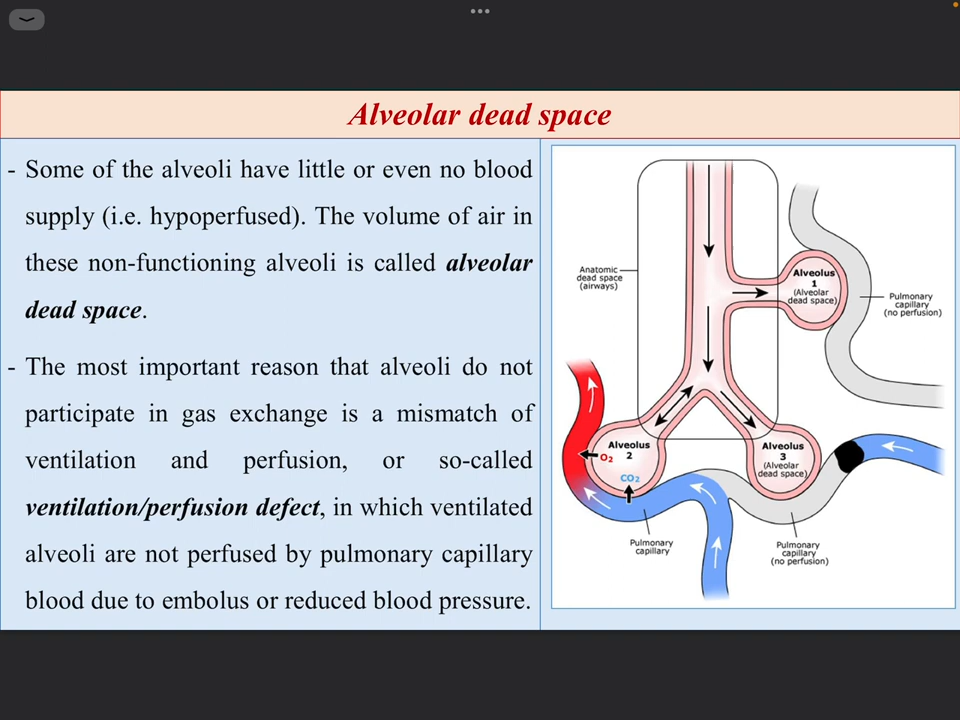 Alveolar dead space
- Some of the alveoli have little or even no blood
supply (i.e. hypoperfused). The volume of air in
these non-functioning alveoli is called alveolar
dead space.
- The most important reason that alveoli do not
participate in gas exchange is a mismatch of
ventilation and perfusion, or so-called
ventilation/perfusion defect, in which ventilated
alveoli are not perfused by pulmonary capillary
blood due to embolus or reduced blood pressure.
Anatomic
dead space
(airways)
Alveolus
1
(Alveolar
dead space)
Pulmonary
capillary
(no perfusion)
Alveolus
2
O2
CO2
Alveolus
3
(Alveolar
dead space)
Pulmonary
capillary
Pulmonary
capillary
(no perfusion)